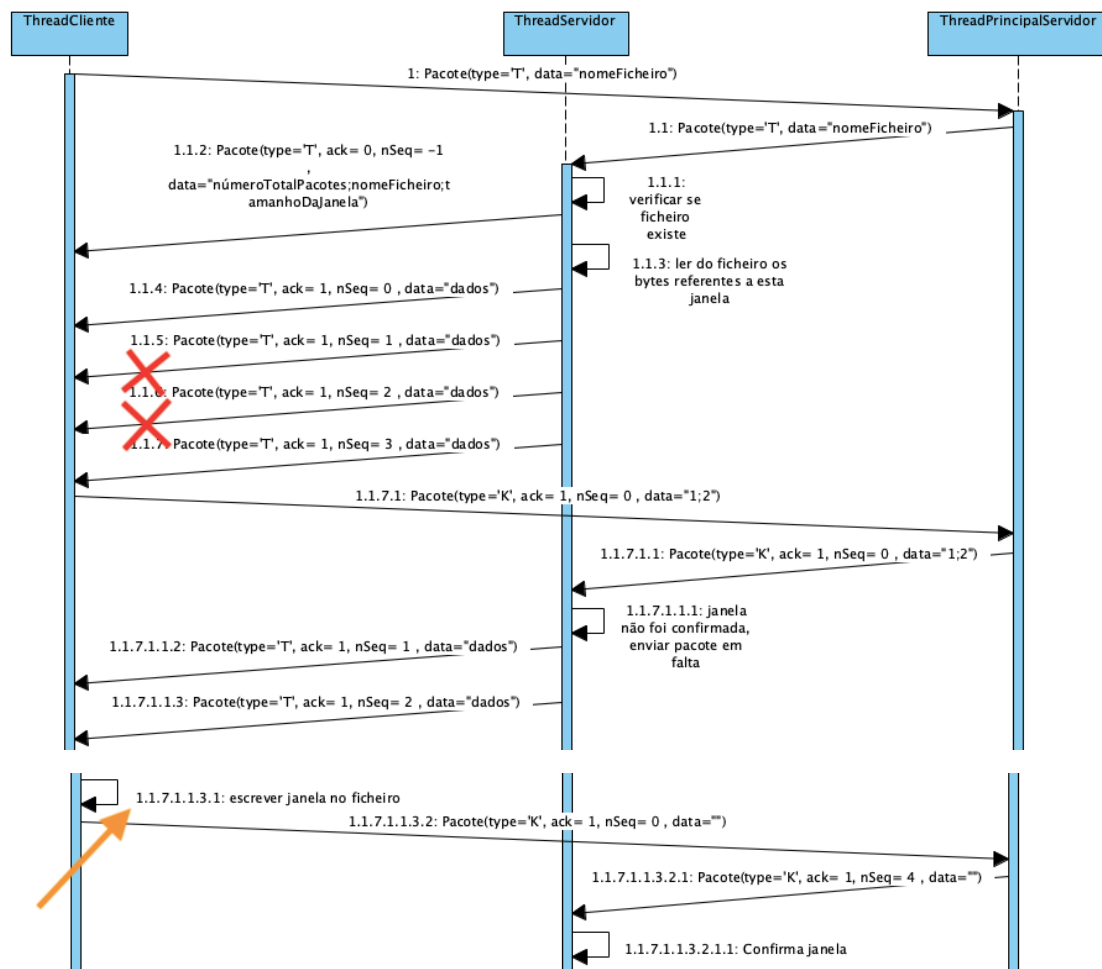 ThreadCliente
ThreadServidor
ThreadPrincipalServidor
1: Pacote(type='T', data="nomeFicheiro")
1.1: Pacote(type='T', data="nomeFicheiro")
1.1.2: Pacote(type='T', ack= 0, nSeq= -1
,
data="númeroTotalPacotes;nomeFicheiro;t
amanhoDaJanela")
1.1.1:
verificar se
ficheiro
existe
1.1.3: ler do ficheiro os
bytes referentes a esta
janela
1.1.4: Pacote(type='T', ack= 1, nSeq= 0 , data="dados")
1.1.5: Pacote(type='T', ack= 1, nSeq= 1 , data="dados")
1.1.6: Pacote(type='T', ack= 1, nSeq= 2 , data="dados")
1.1.7: Pacote(type='T', ack= 1, nSeq= 3 , data="dados")
1.1.7.1: Pacote(type='K', ack= 1, nSeq= 0 , data="1;2")
1.1.7.1.1: Pacote(type='K', ack= 1, nSeq= 0 , data="1;2")
1.1.7.1.1.1: janela
não foi confirmada,
enviar pacote em
falta
1.1.7.1.1.2: Pacote(type='T', ack= 1, nSeq= 1 , data="dados")
1.1.7.1.1.3: Pacote(type='T', ack= 1, nSeq= 2 , data="dados")
1.1.7.1.1.3.1: escrever janela no ficheiro
1.1.7.1.1.3.2: Pacote(type='K', ack= 1, nSeq= 0 , data="")
1.1.7.1.1.3.2.1: Pacote(type='K', ack= 1, nSeq= 4 , data="")
1.1.7.1.1.3.2.1.1: Confirma janela